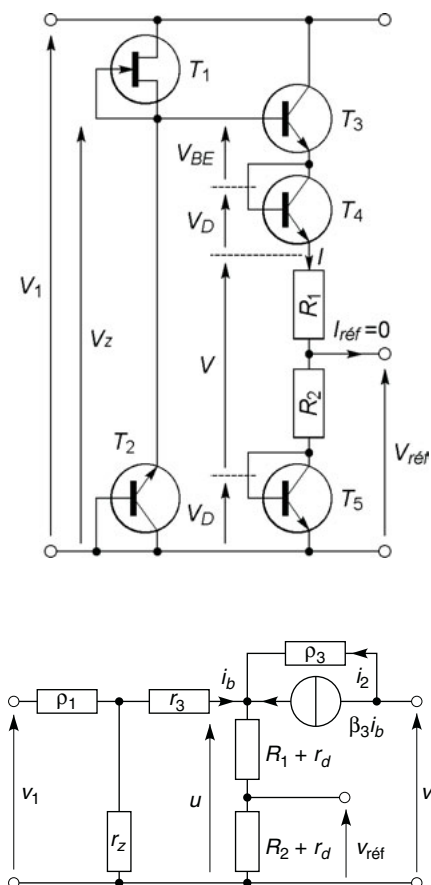 T1
T3
VBE
T4
VD
I
V1
Vz
R1
Iréf = 0
V
R2
T2
Vréf
VD
T5
ρ3
ρ1
r3
ib
i2
β3ib
R1 + rd
v1
u
v
rz
R2 + rd
vréf